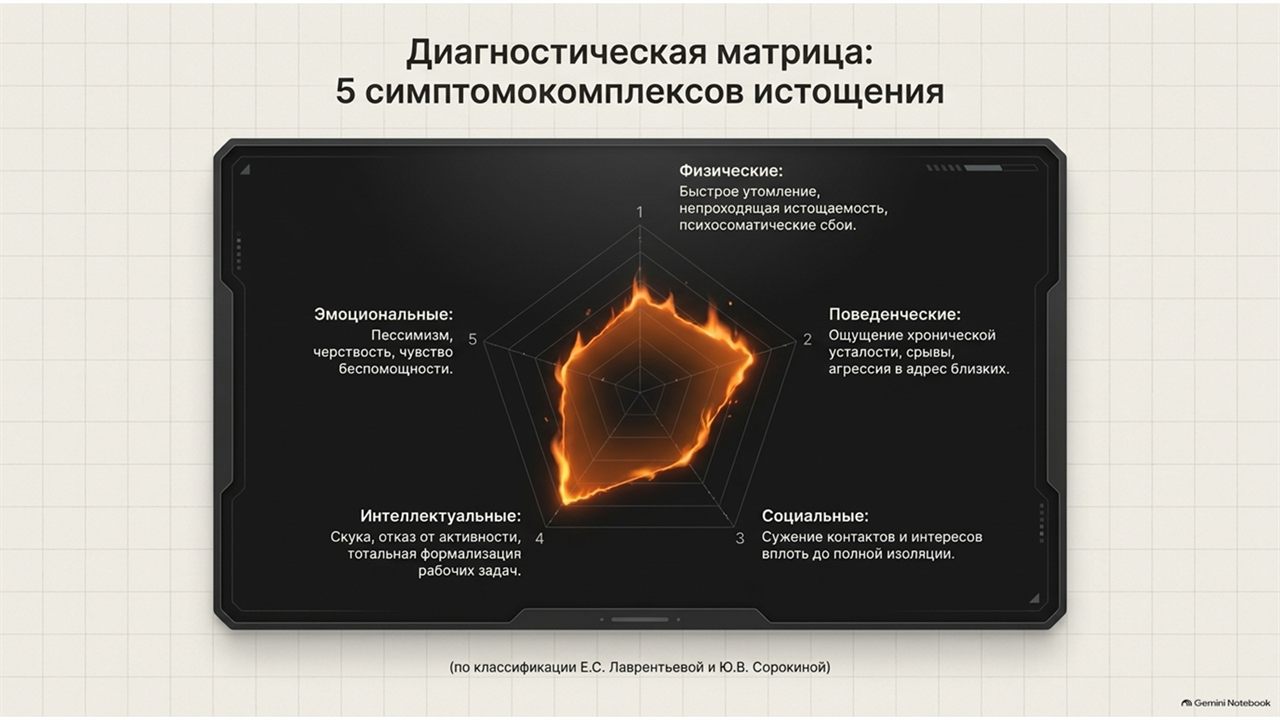 Диагностическая матрица:
5 симптомокомплексов истощения
Физические:
Быстрое утомление,
непроходящая истощаемость,
психосоматические сбои.
1
Поведенческие:
2
Ощущение хронической
усталости, срывы,
агрессия в адрес близких.
Социальные:
3
Сужение контактов и интересов
вплоть до полной изоляции.
Интеллектуальные:
4
Скука, отказ от активности,
тотальная формализация
рабочих задач.
Эмоциональные:
5
Пессимизм,
черствость, чувство
беспомощности.
(по классификации Е.С. Лаврентьевой и Ю.В. Сорокиной)
Gemini Notebook